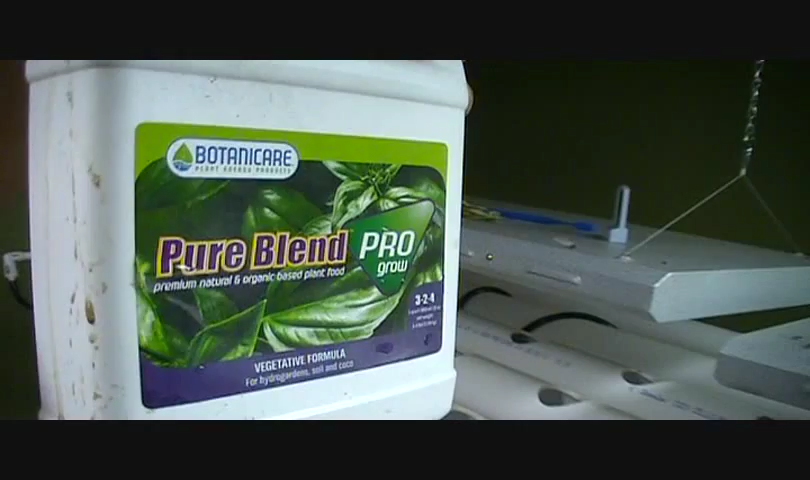 BOTANICARE
PLANT ENERGY PRODUCTS
Pure Blend
PRO
grow
premium natural & organic based plant food
3-2-4
VEGETATIVE FORMULA
For hydrogardens, soil and coco